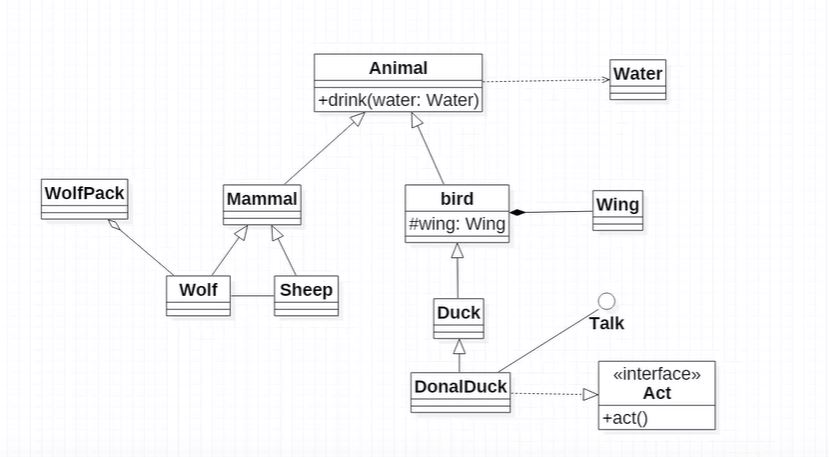 Animal
+drink(water: Water)
Water
WolfPack
Mammal
bird
#wing: Wing
Wing
Wolf
Sheep
Duck
Talk
DonalDuck
«interface»
Act
+act()